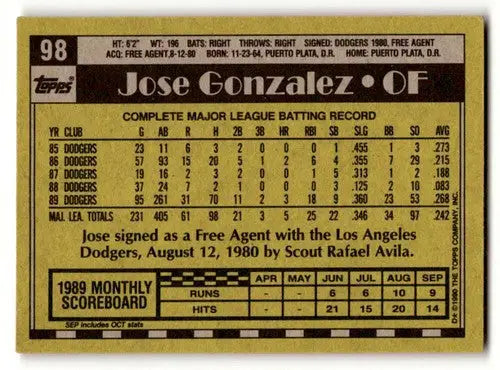 98
HT: 6'2" WT: 196 BATS: RIGHT THROWS: RIGHT SIGNED: DODGERS 1980, FREE AGENT
ACQ: FREE AGENT, 8-12-80 BORN: 11-23-64, PUERTO PLATA, D.R. HOME: PUERTO PLATA, D.R.
TOPPS
Jose Gonzalez • OF
COMPLETE MAJOR LEAGUE BATTING RECORD
YR CLUB G AB R H 2B 3B HR RBI SB SLG BB SO AVG
85 DODGERS 23 11 6 3 2 0 0 0 1 .455 1 3 .273
86 DODGERS 57 93 15 20 5 1 2 6 4 .355 7 29 .215
87 DODGERS 19 16 2 3 2 0 0 1 5 .313 1 2 .188
88 DODGERS 37 24 7 2 1 0 0 0 3 .125 2 10 .083
89 DODGERS 95 261 31 70 11 2 3 18 9 .360 23 53 .268
MAJ. LEA. TOTALS 231 405 61 98 21 3 5 25 22 .346 34 97 .242
Jose signed as a Free Agent with the Los Angeles
Dodgers, August 12, 1980 by Scout Rafael Avila.
1989 MONTHLY
SCOREBOARD
APR MAY JUN JUL AUG SEP
RUNS - - 6 6 10 9
HITS - - 21 15 20 14
SEP includes OCT stats
D* © 1990 THE TOPPS COMPANY, INC.